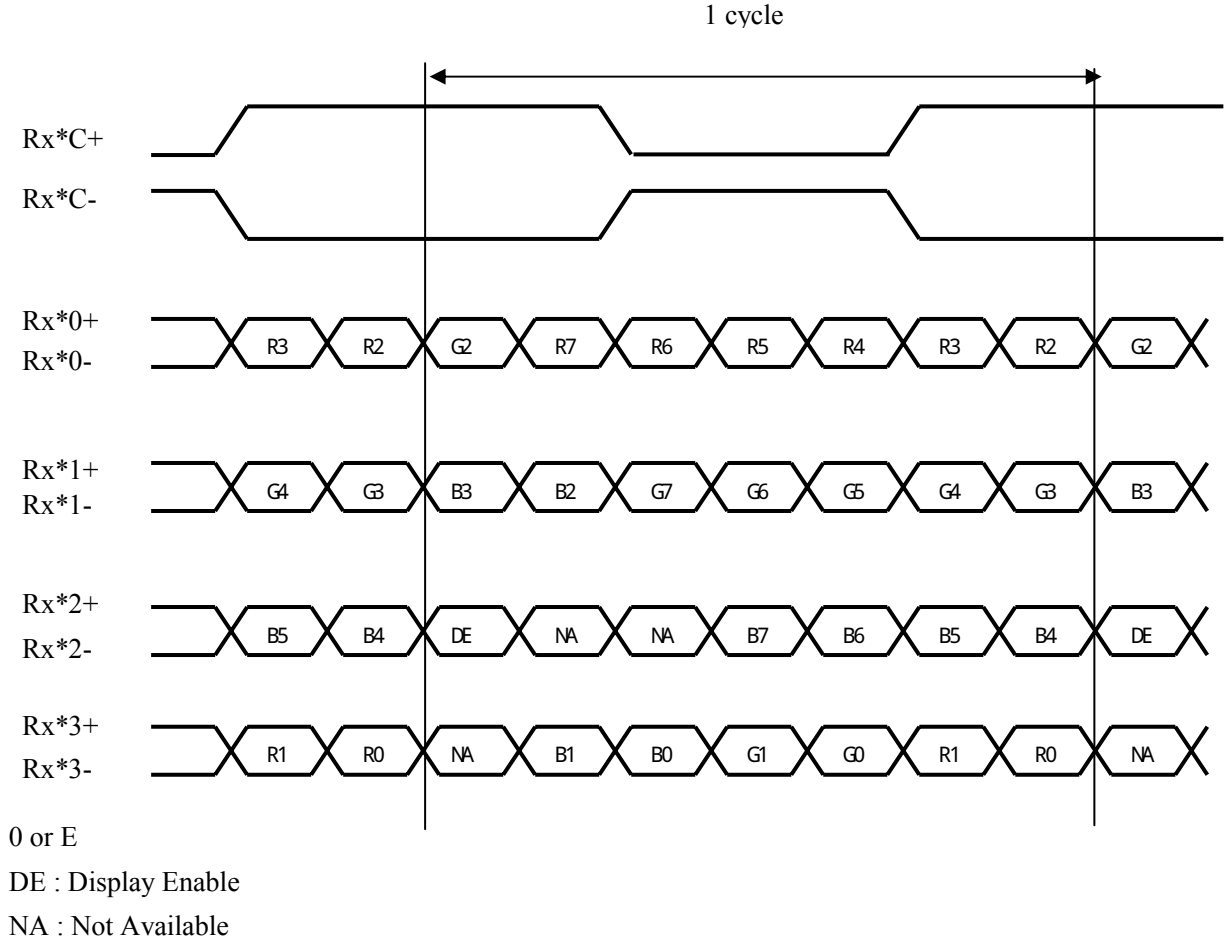 1 cycle
Rx*C+
Rx*C-
Rx*0+
Rx*0-
R3 R2 G2 R7 R6 R5 R4 R3 R2 G2
Rx*1+
Rx*1-
G4 G3 B3 B2 G7 G6 G5 G4 G3 B3
Rx*2+
Rx*2-
B5 B4 DE NA NA B7 B6 B5 B4 DE
Rx*3+
Rx*3-
R1 R0 NA B1 B0 G1 G0 R1 R0 NA
0 or E
DE : Display Enable
NA : Not Available